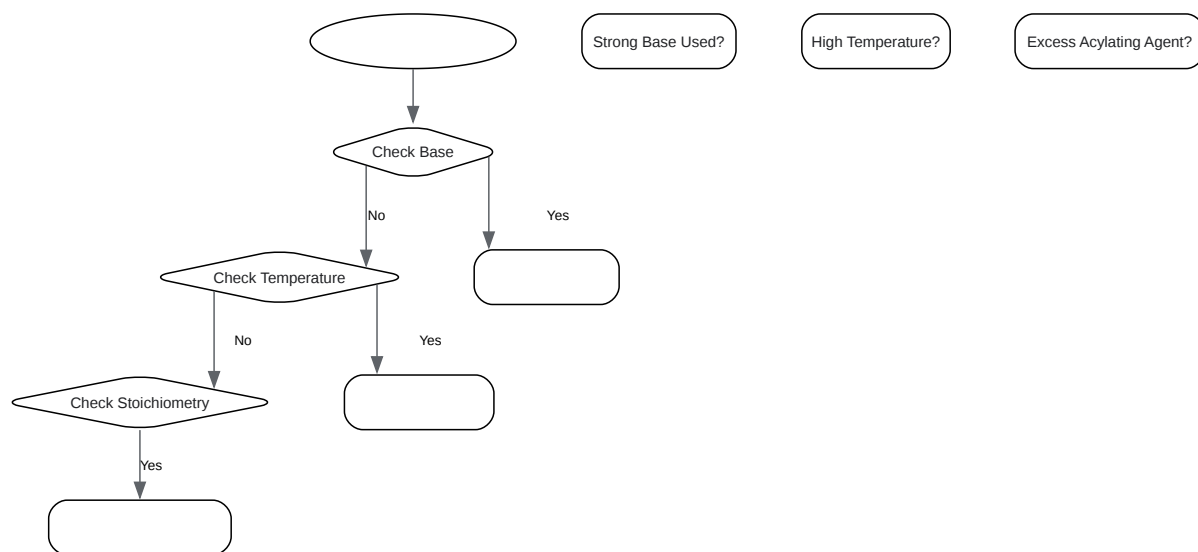 Strong Base Used?
High Temperature?
Excess Acylating Agent?
Check Base
No
Yes
Check Temperature
No
Yes
Check Stoichiometry
Yes